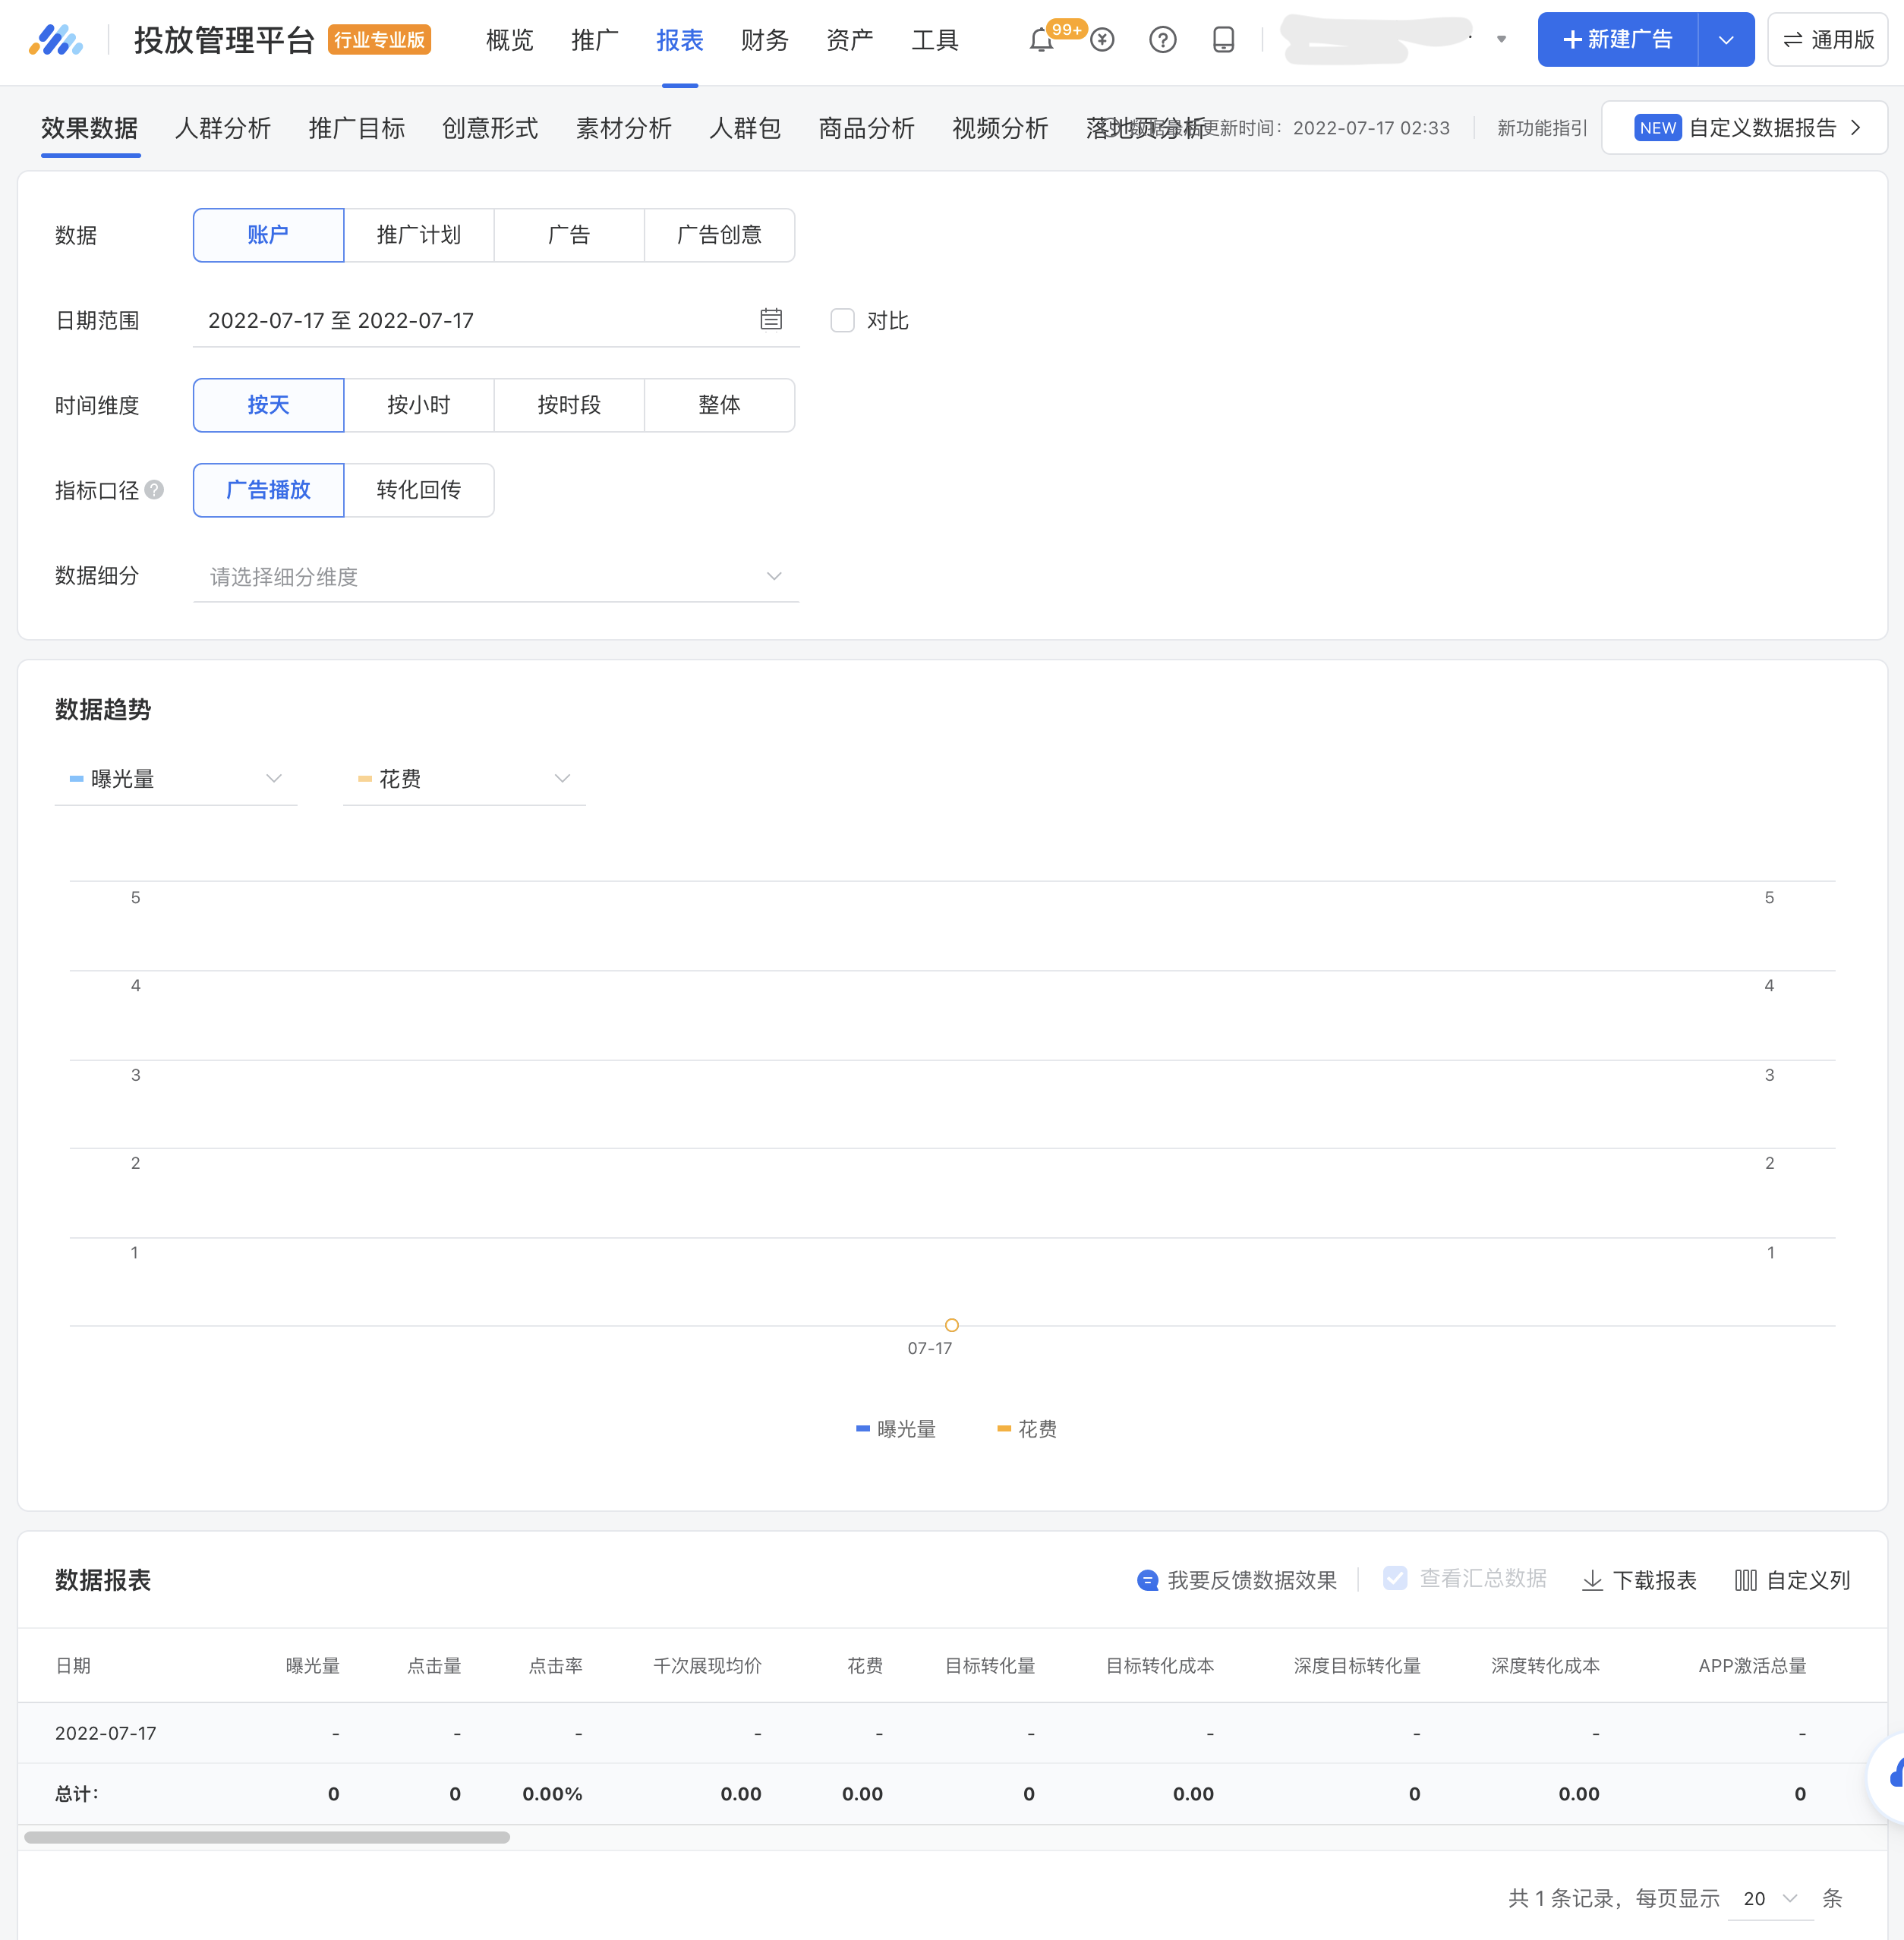 投放管理平台 行业专业版 概览 推广 报表 财务 资产 工具 99+ 新建广告 通用版
效果数据 人群分析 推广目标 创意形式 素材分析 人群包 商品分析 视频分析 落地页分析 数据最近更新时间：2022-07-17 02:33 新功能指引 NEW 自定义数据报告
数据 账户 推广计划 广告 广告创意
日期范围 2022-07-17 至 2022-07-17 对比
时间维度 按天 按小时 按时段 整体
指标口径 ? 广告播放 转化回传
数据细分 请选择细分维度
数据趋势
曝光量 花费
5 5
4 4
3 3
2 2
1 1
07-17
曝光量 花费
数据报表 我要反馈数据效果 查看汇总数据 下载报表 自定义列
日期 曝光量 点击量 点击率 千次展现均价 花费 目标转化量 目标转化成本 深度目标转化量 深度转化成本 APP激活总量
2022-07-17 - - - - - - - - - -
总计： 0 0 0.00% 0.00 0.00 0 0.00 0 0.00 0
共 1 条记录，每页显示 20 条